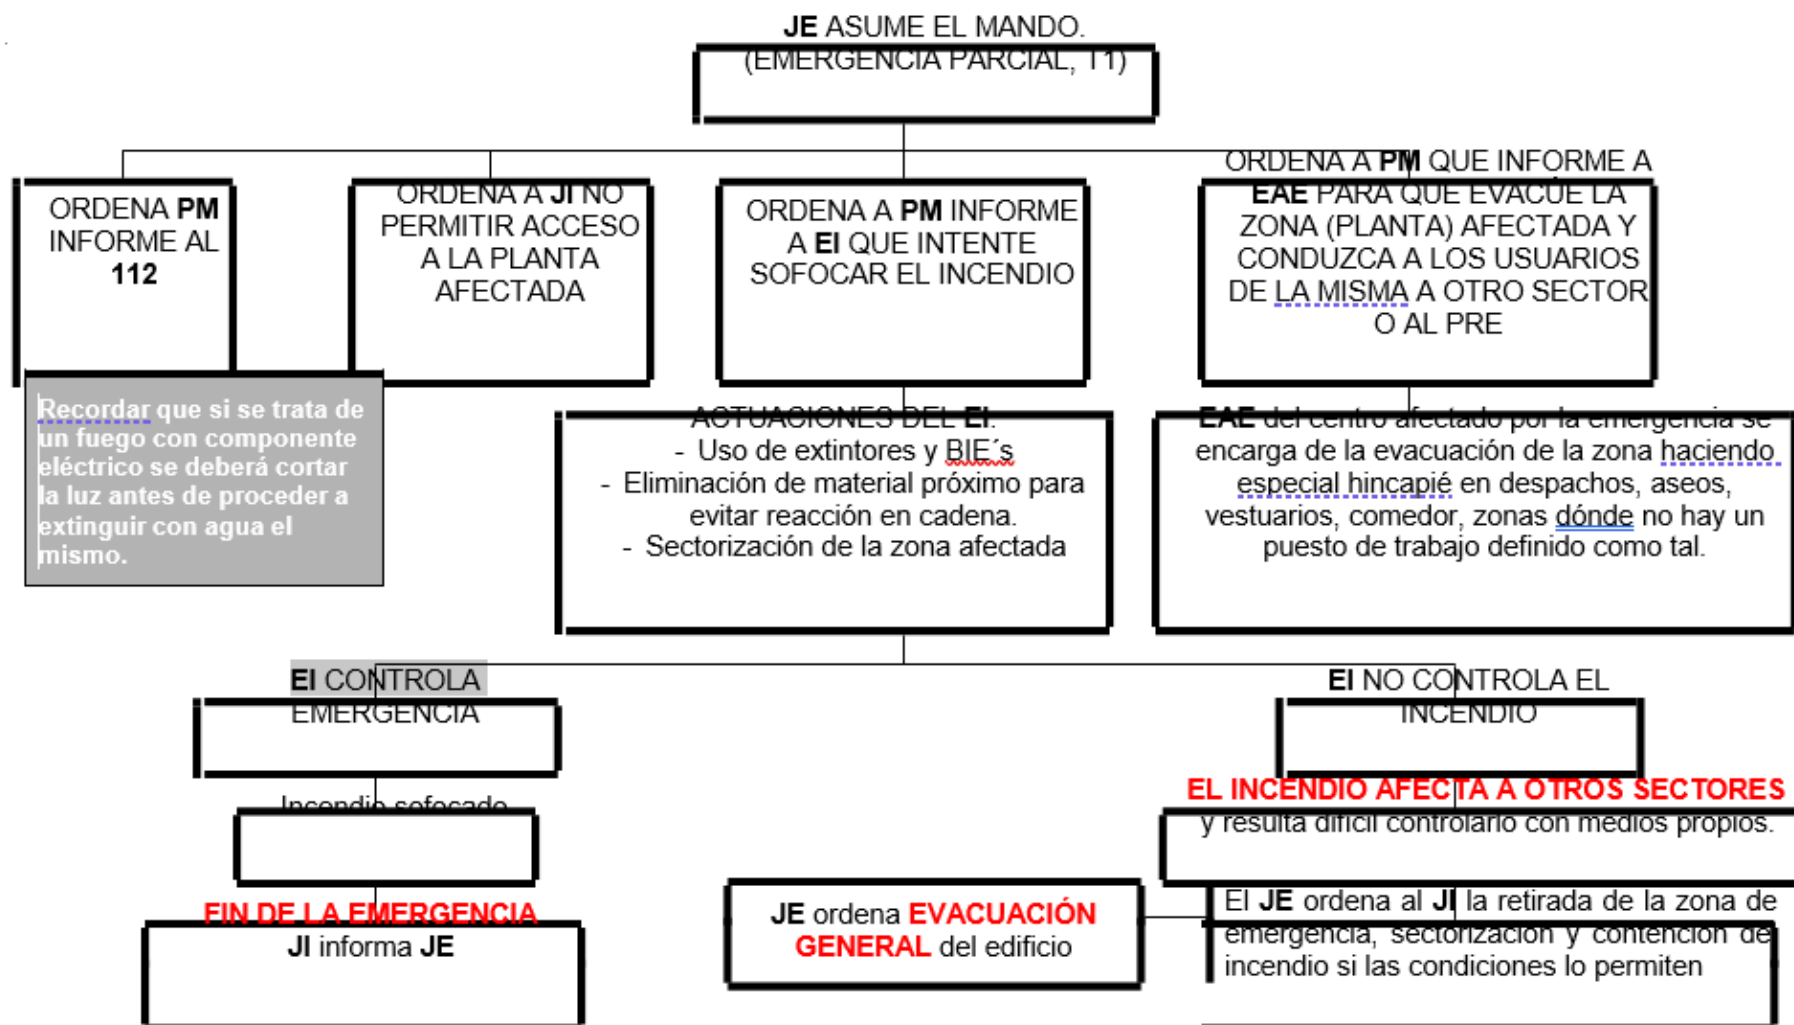 JE ASUME EL MANDO.
(EMERGENCIA PARCIAL, T1)
ORDENA PM
INFORME AL
112
ORDENA A JI NO
PERMITIR ACCESO
A LA PLANTA
AFECTADA
ORDENA A PM INFORME
A EI QUE INTENTE
SOFOCAR EL INCENDIO
ORDENA A PM QUE INFORME A
EAE PARA QUE EVACÚE LA
ZONA (PLANTA) AFECTADA Y
CONDUZCA A LOS USUARIOS
DE LA MISMA A OTRO SECTOR
O AL PRE
Recordar que si se trata de
un fuego con componente
eléctrico se deberá cortar
la luz antes de proceder a
extinguir con agua el
mismo.
ACTUACIONES DEL EI:
- Uso de extintores y BIE´s
- Eliminación de material próximo para
evitar reacción en cadena.
- Sectorización de la zona afectada
EAE del centro afectado por la emergencia se
encarga de la evacuación de la zona haciendo
especial hincapié en despachos, aseos,
vestuarios, comedor, zonas dónde no hay un
puesto de trabajo definido como tal.
EI CONTROLA
EMERGENCIA
EI NO CONTROLA EL
INCENDIO
Incendio sofocado
EL INCENDIO AFECTA A OTROS SECTORES
y resulta difícil controlarlo con medios propios.
FIN DE LA EMERGENCIA
JI informa JE
JE ordena EVACUACIÓN
GENERAL del edificio
El JE ordena al JI la retirada de la zona de
emergencia, sectorización y contención de
incendio si las condiciones lo permiten